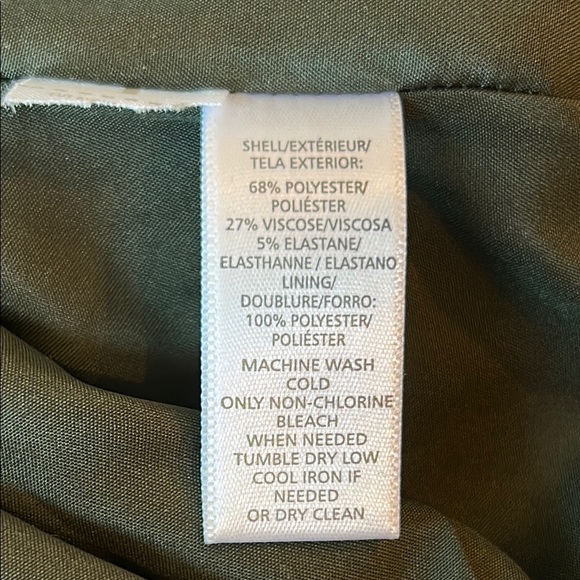 SHELL/EXTÉRIEUR/
TELA EXTERIOR:
68% POLYESTER/
POLIÉSTER
27% VISCOSE/VISCOSA
5% ELASTANE/
ELASTHANNE / ELASTANO
LINING/
DOUBLURE/FORRO:
100% POLYESTER/
POLIÉSTER
MACHINE WASH
COLD
ONLY NON-CHLORINE
BLEACH
WHEN NEEDED
TUMBLE DRY LOW
COOL IRON IF
NEEDED
OR DRY CLEAN